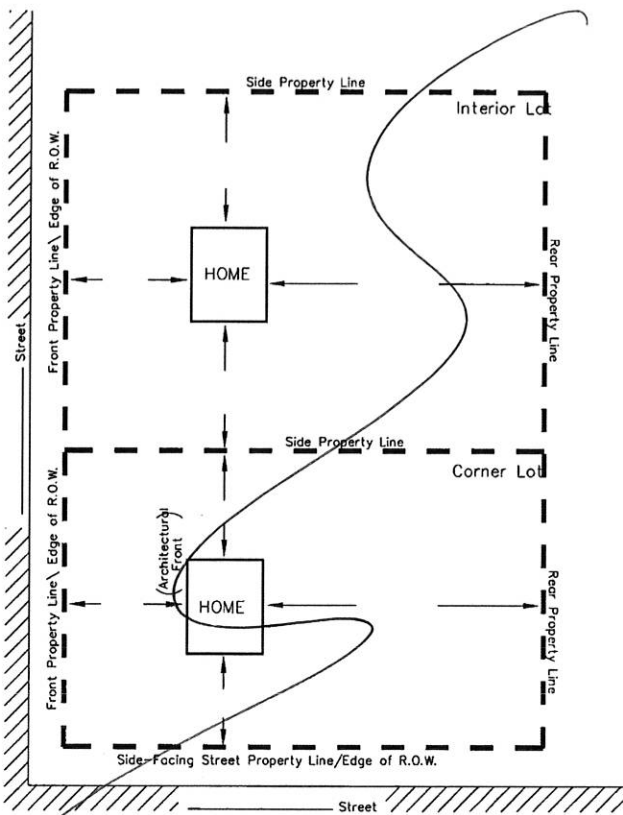 Side Property Line
Interior Lot
Front Property Line\ Edge of R.O.W.
HOME
Rear Property Line
Street
Side Property Line
Corner Lot
Front Property Line\ Edge of R.O.W.
(Architectural)
Front
HOME
Rear Property Line
Side-Facing Street Property Line/Edge of R.O.W.
Street